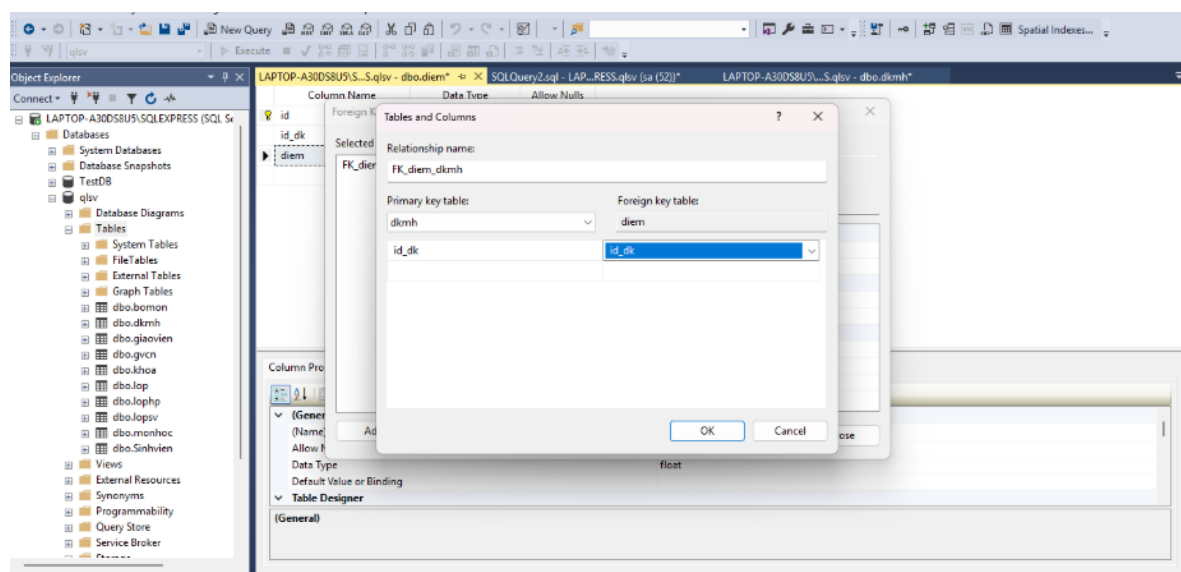 New Query
Spatial Indexes...
qlsv
Execute
Object Explorer
LAPTOP-A30DS8U5\S...S.qlsv - dbo.diem*
SQLQuery2.sql - LAP...RESS.qlsv (sa (52))*
LAPTOP-A30DS8U5\...S.qlsv - dbo.dkmh*
Connect
Column Name Data Type Allow Nulls
LAPTOP-A30DS8U5\SQLEXPRESS (SQL Se
Databases
System Databases
Database Snapshots
TestDB
qlsv
Database Diagrams
Tables
System Tables
FileTables
External Tables
Graph Tables
dbo.bomon
dbo.dkmh
dbo.giaovien
dbo.gvcn
dbo.khoa
dbo.lop
dbo.lophp
dbo.lopsv
dbo.monhoc
dbo.Sinhvien
Views
External Resources
Synonyms
Programmability
Query Store
Service Broker
id
id_dk
diem
Foreign K
Selected
FK_dier
Ad
ose
Tables and Columns
?
Relationship name:
FK_diem_dkmh
Primary key table: Foreign key table:
dkmh diem
id_dk id_dk
OK Cancel
Column Pro
(Gener
(Name)
Allow N
Data Type float
Default Value or Binding
Table Designer
(General)